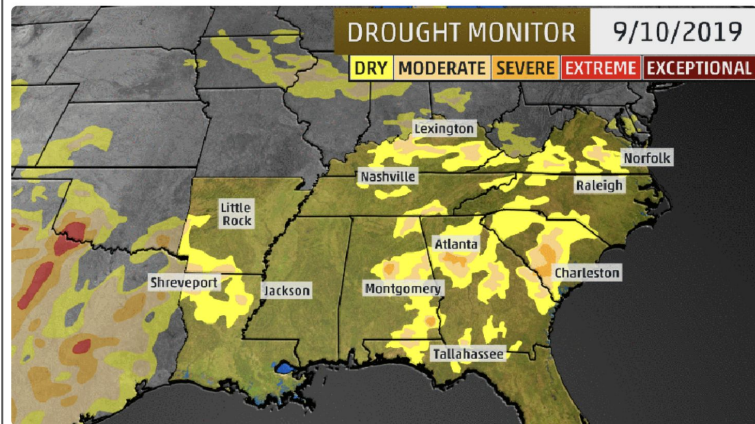 DROUGHT MONITOR 9/10/2019
DRY MODERATE SEVERE EXTREME EXCEPTIONAL
Lexington
Norfolk
Nashville
Raleigh
Little
Rock
Atlanta
Charleston
Shreveport
Jackson
Montgomery
Tallahassee